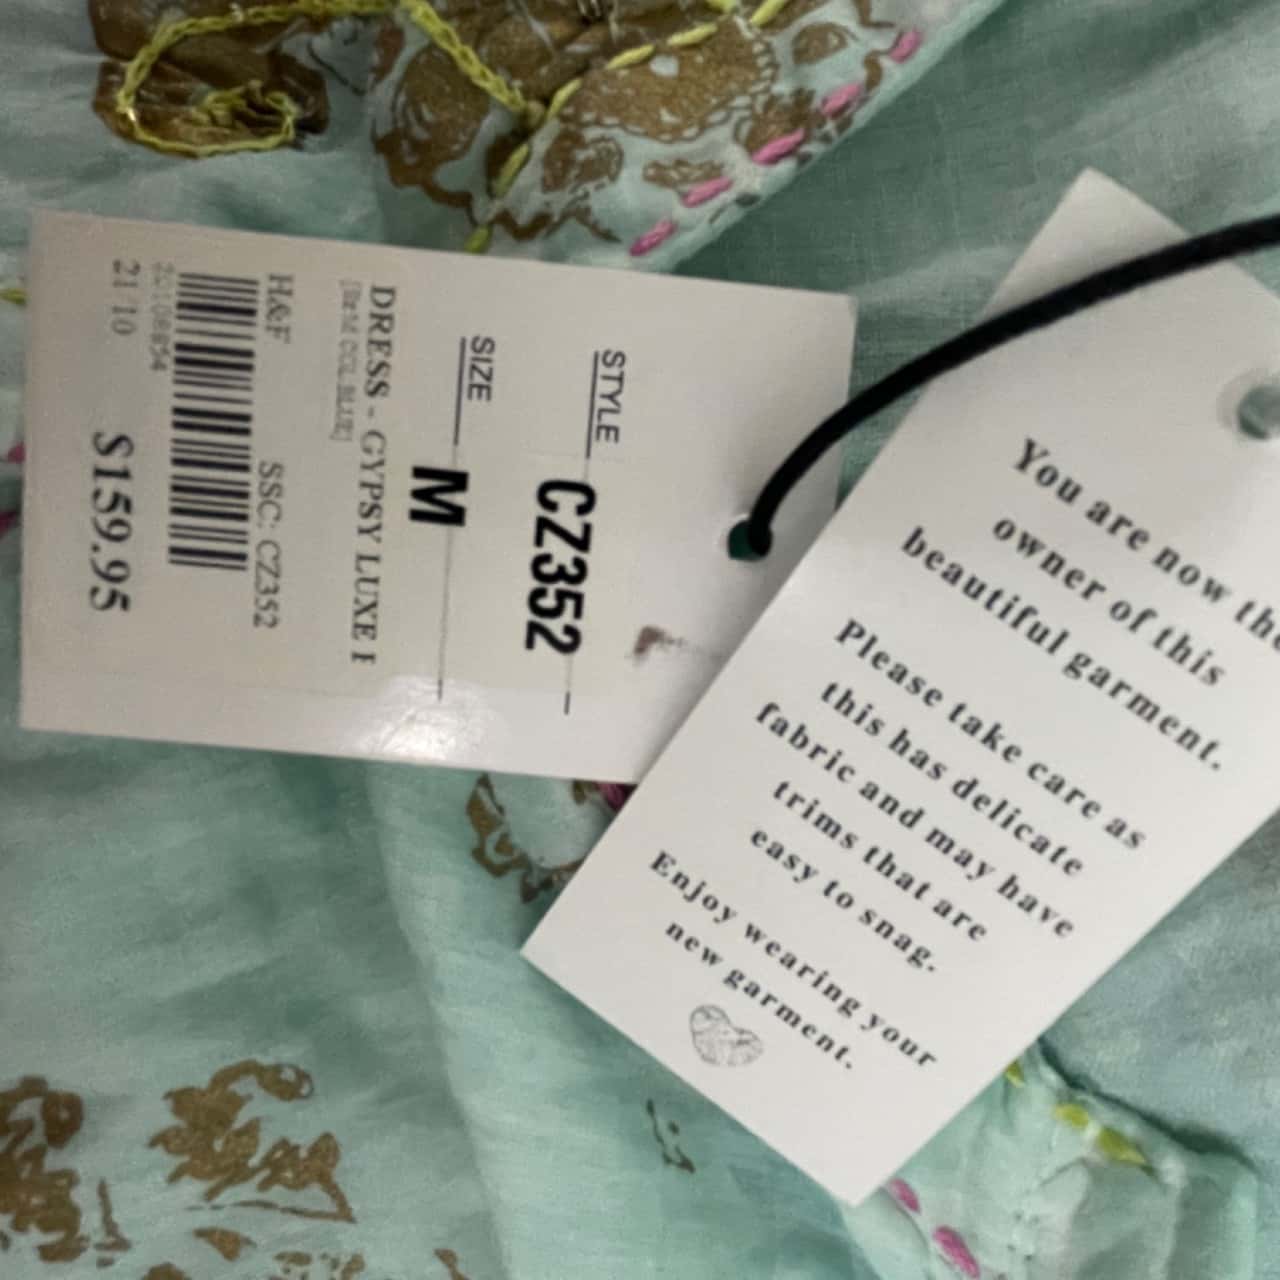 STYLE CZ352
SIZE M
DRESS - GYPSY LUXE I
H&F SSC: CZ352
21/10 $159.95
You are now the
owner of this
beautiful garment.
Please take care as
this has delicate
fabric and may have
trims that are
easy to snag.
Enjoy wearing your
new garment.